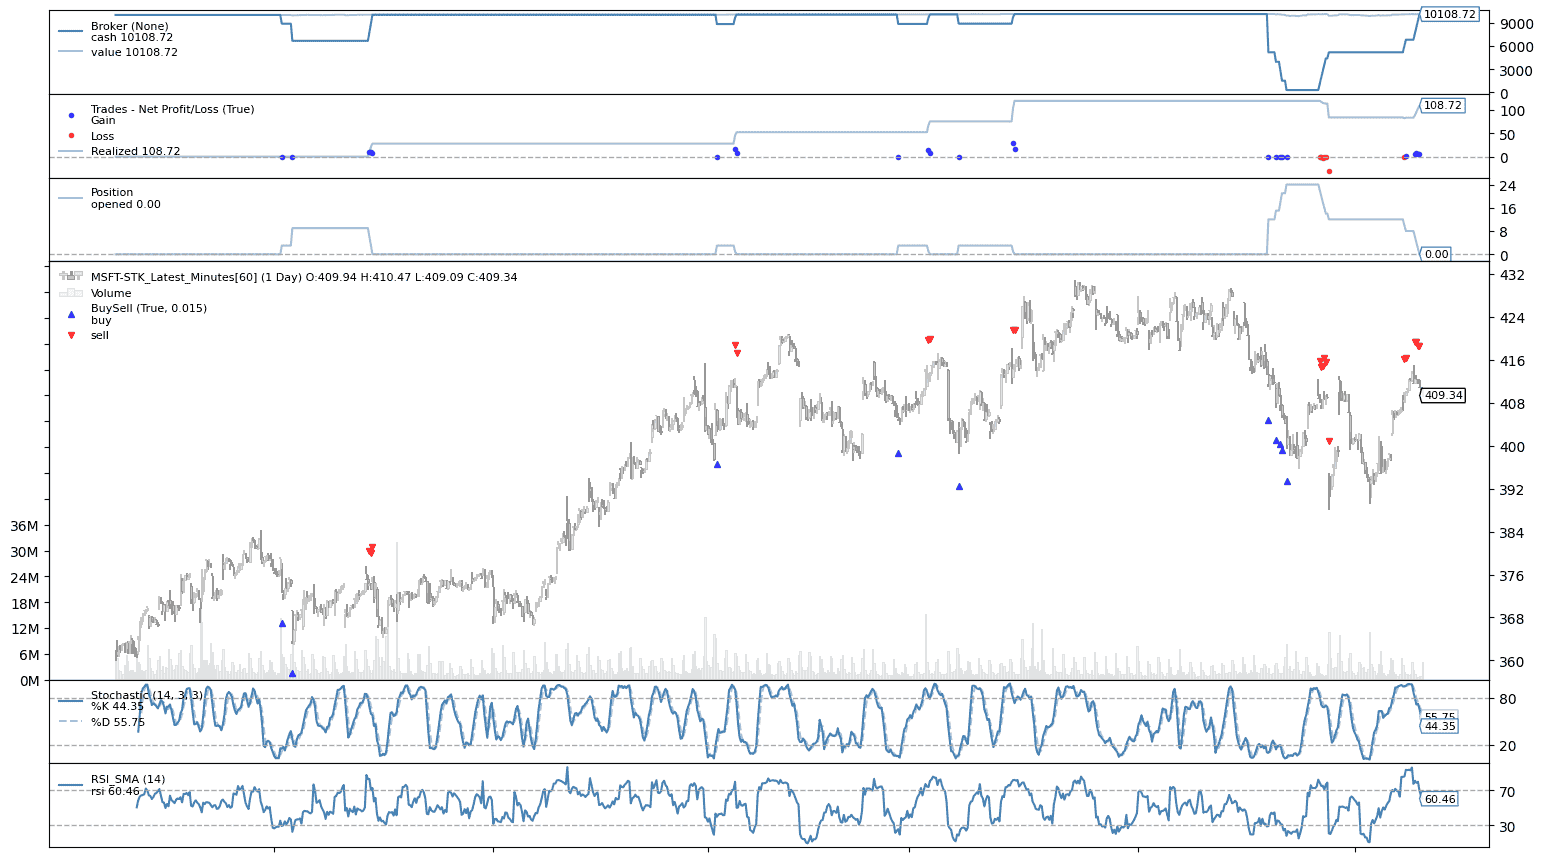 Broker (None)
cash 10108.72
value 10108.72
10108.72
9000
6000
3000
0
Trades - Net Profit/Loss (True)
Gain
Loss
Realized 108.72
108.72
100
50
0
Position
opened 0.00
24
16
8
0
0.00
MSFT-STK_Latest_Minutes[60] (1 Day) O:409.94 H:410.47 L:409.09 C:409.34
Volume
BuySell (True, 0.015)
buy
sell
432
424
416
409.34
408
400
392
384
376
368
360
36M
30M
24M
18M
12M
6M
0M
Stochastic (14, 3, 3)
%K 44.35
%D 55.75
80
55.75
44.35
20
RSI_SMA (14)
rsi 60.46
70
60.46
30